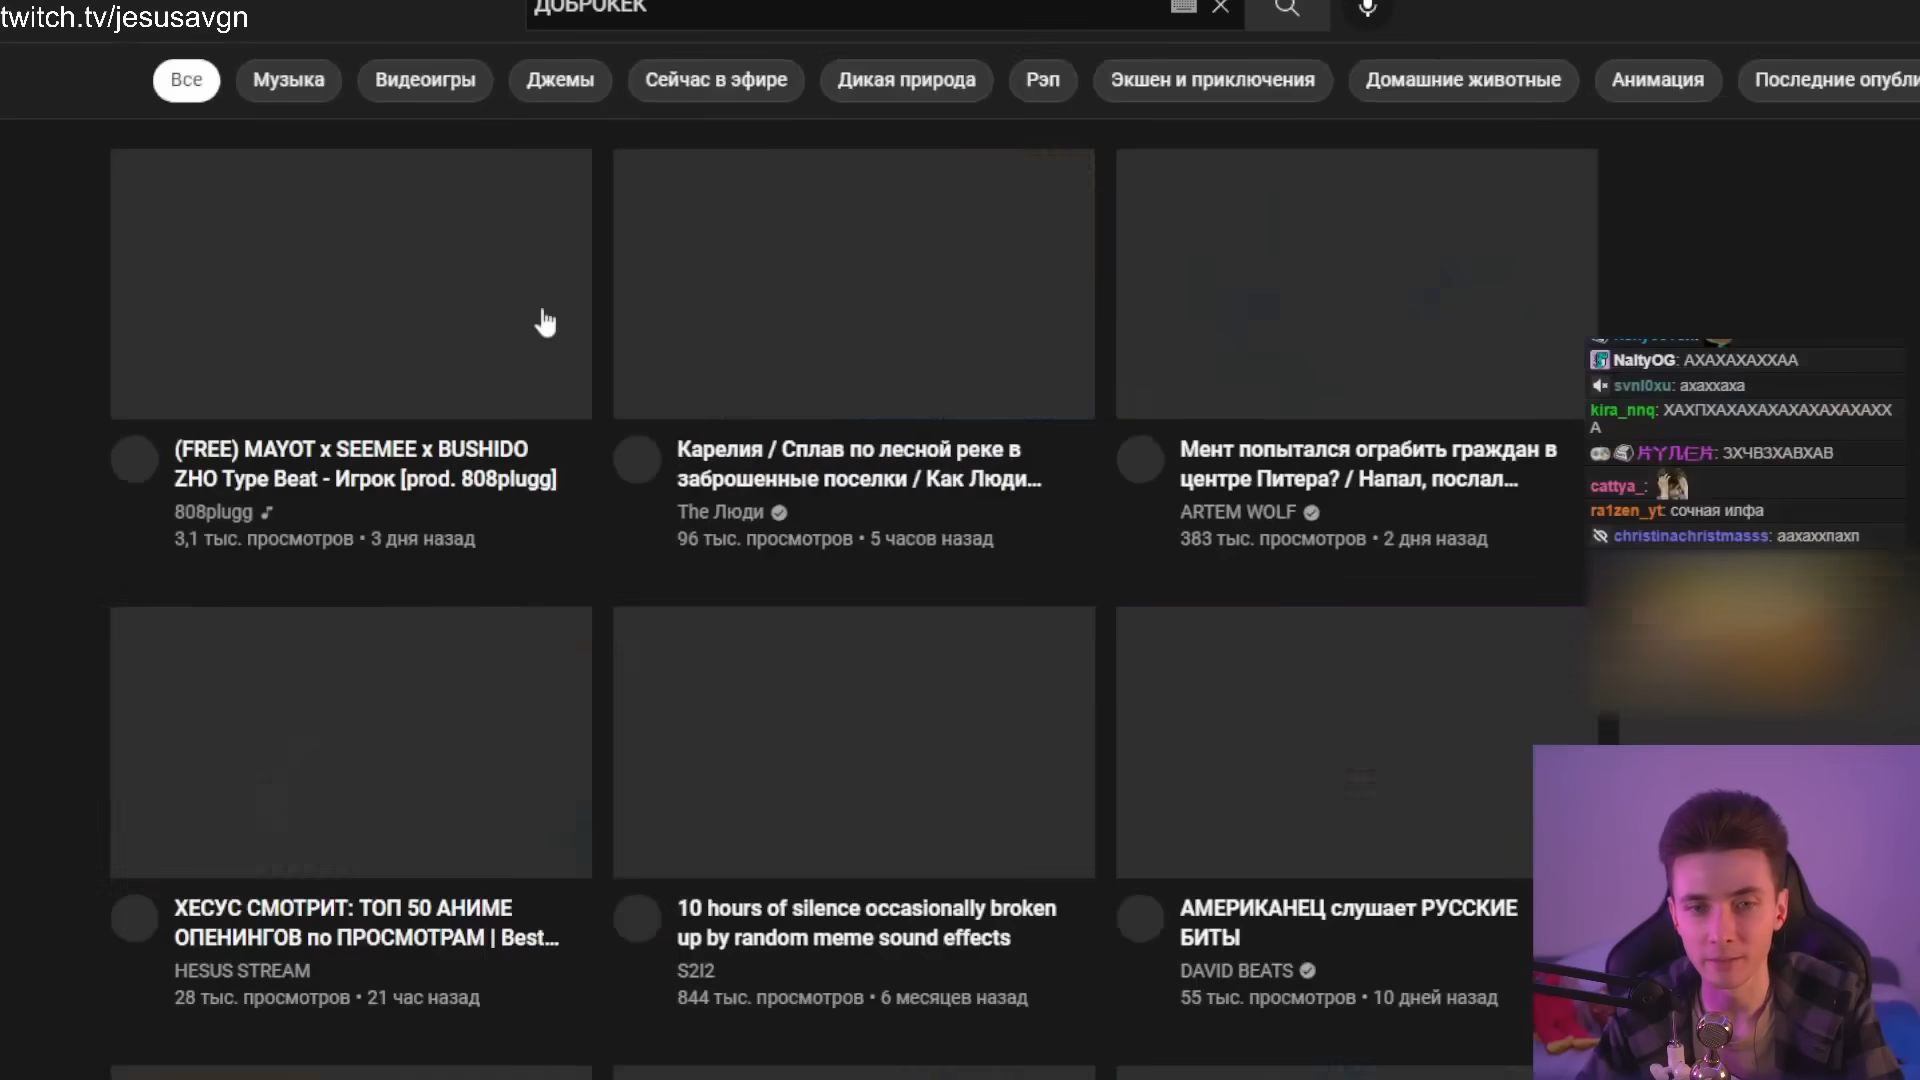 twitch.tv/jesusavgn
ДОБРОКЕК
Все
Музыка
Видеоигры
Джемы
Сейчас в эфире
Дикая природа
Рэп
Экшен и приключения
Домашние животные
Анимация
Последние опубли
(FREE) MAYOT x SEEMEE x BUSHIDO
ZHO Type Beat - Игрок [prod. 808plugg]
808plugg
3,1 тыс. просмотров • 3 дня назад
Карелия / Сплав по лесной реке в
заброшенные поселки / Как Люди...
The Люди
96 тыс. просмотров • 5 часов назад
Мент попытался ограбить граждан в
центре Питера? / Напал, послал...
ARTEM WOLF
383 тыс. просмотров • 2 дня назад
NaltyOG: АХАХАХАХХАА
svnl0xu: ахаххаха
kira_nnq: ХАХПХАХАХАХАХАХАХАХХ
А
ЗХЧВЗХАВХАВ
cattya_:
ra1zen_yt: сочная илфа
christinachristmasss: аахаххпахп
ХЕСУС СМОТРИТ: ТОП 50 АНИМЕ
ОПЕНИНГОВ по ПРОСМОТРАМ | Best...
HESUS STREAM
28 тыс. просмотров • 21 час назад
10 hours of silence occasionally broken
up by random meme sound effects
S2I2
844 тыс. просмотров • 6 месяцев назад
АМЕРИКАНЕЦ слушает РУССКИЕ
БИТЫ
DAVID BEATS
55 тыс. просмотров • 10 дней назад